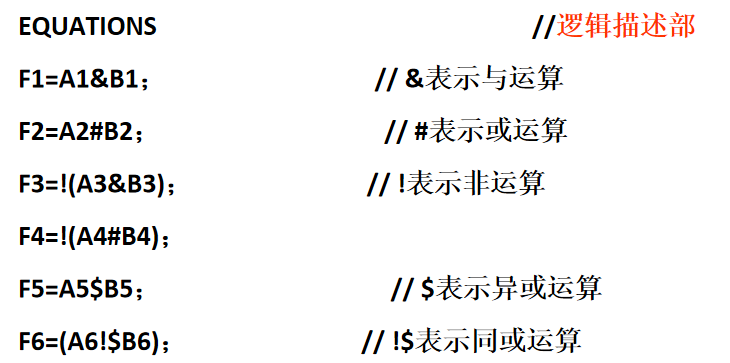 EQUATIONS //逻辑描述部
F1=A1&B1； // &表示与运算
F2=A2#B2； // #表示或运算
F3=!(A3&B3)； // !表示非运算
F4=!(A4#B4)；
F5=A5$B5； // $表示异或运算
F6=(A6!$B6)； // !$表示同或运算